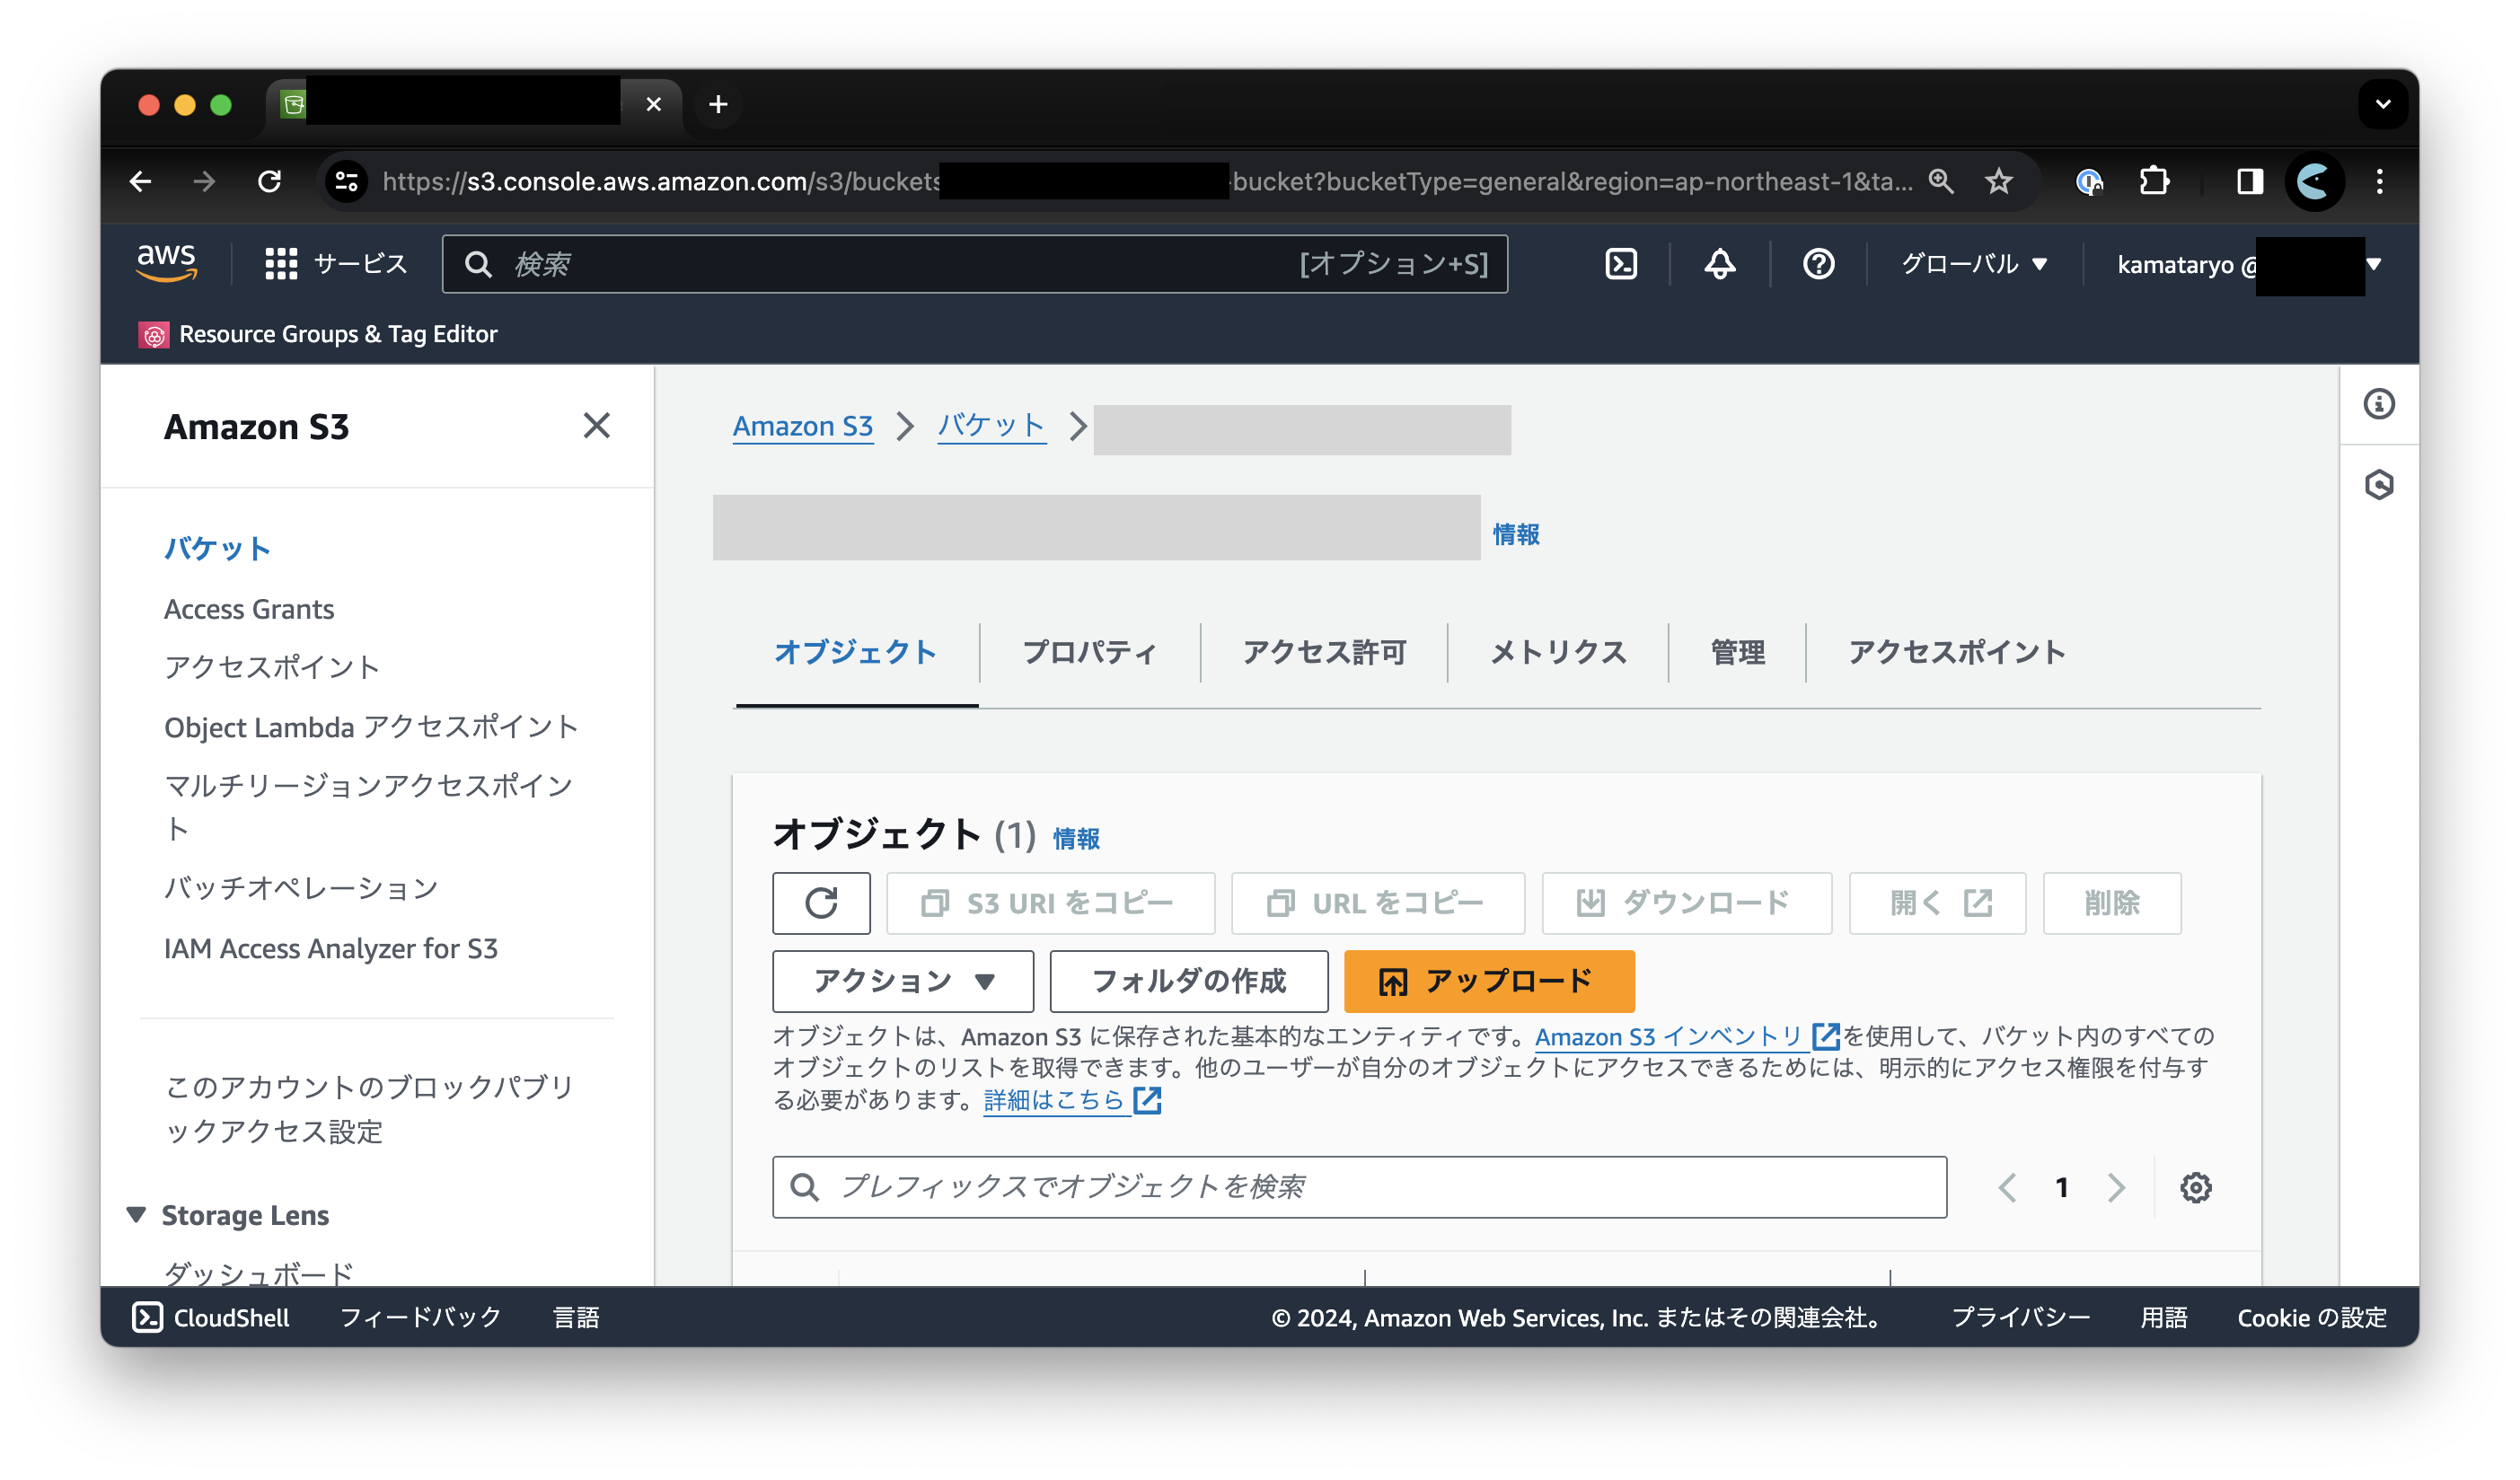 https://s3.console.aws.amazon.com/s3/buckets
-bucket?bucketType=general&region=ap-northeast-1&ta...
aws
サービス
検索
[オプション+S]
グローバル ▼
kamataryo @
Resource Groups & Tag Editor
Amazon S3
バケット
Access Grants
アクセスポイント
Object Lambda アクセスポイント
マルチリージョンアクセスポイン
ト
バッチオペレーション
IAM Access Analyzer for S3
このアカウントのブロックパブリ
ックアクセス設定
▼ Storage Lens
ダッシュボード
Amazon S3 > バケット >
情報
オブジェクト
プロパティ
アクセス許可
メトリクス
管理
アクセスポイント
オブジェクト (1) 情報
S3 URI をコピー
URL をコピー
ダウンロード
開く
削除
アクション ▼
フォルダの作成
アップロード
オブジェクトは、Amazon S3 に保存された基本的なエンティティです。Amazon S3 インベントリ を使用して、バケット内のすべての
オブジェクトのリストを取得できます。他のユーザーが自分のオブジェクトにアクセスできるためには、明示的にアクセス権限を付与す
る必要があります。詳細はこちら
プレフィックスでオブジェクトを検索
1
CloudShell
フィードバック
言語
© 2024, Amazon Web Services, Inc. またはその関連会社。
プライバシー
用語
Cookie の設定